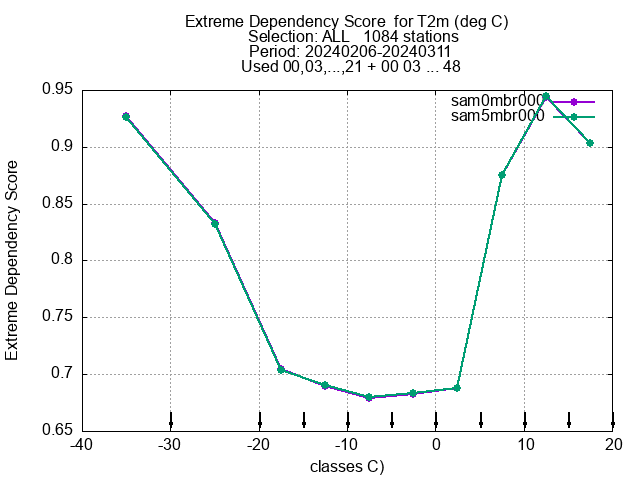 Extreme Dependency Score  for T2m (deg C)
Selection: ALL   1084 stations
Period: 20240206-20240311
Used 00,03,...,21 + 00 03 ... 48
sam0mbr000
sam5mbr000
Extreme Dependency Score
0.95
0.9
0.85
0.8
0.75
0.7
0.65
-40 -30 -20 -10 0 10 20
classes C)